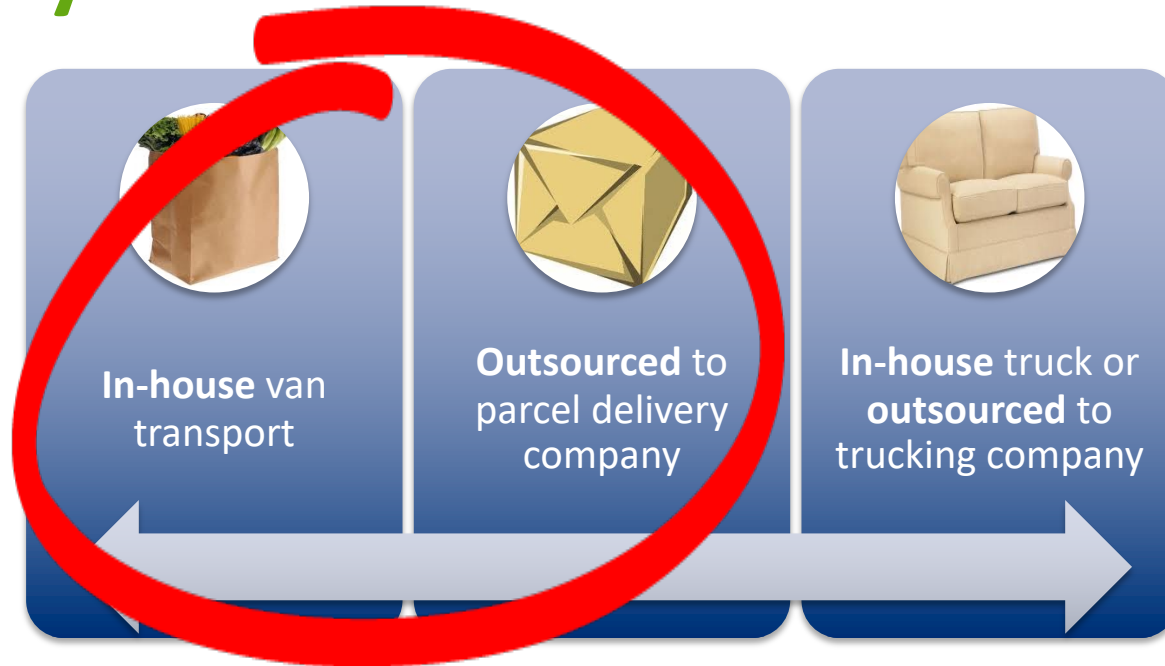 In-house van
transport
Outsourced to
parcel delivery
company
In-house truck or
outsourced to
trucking company